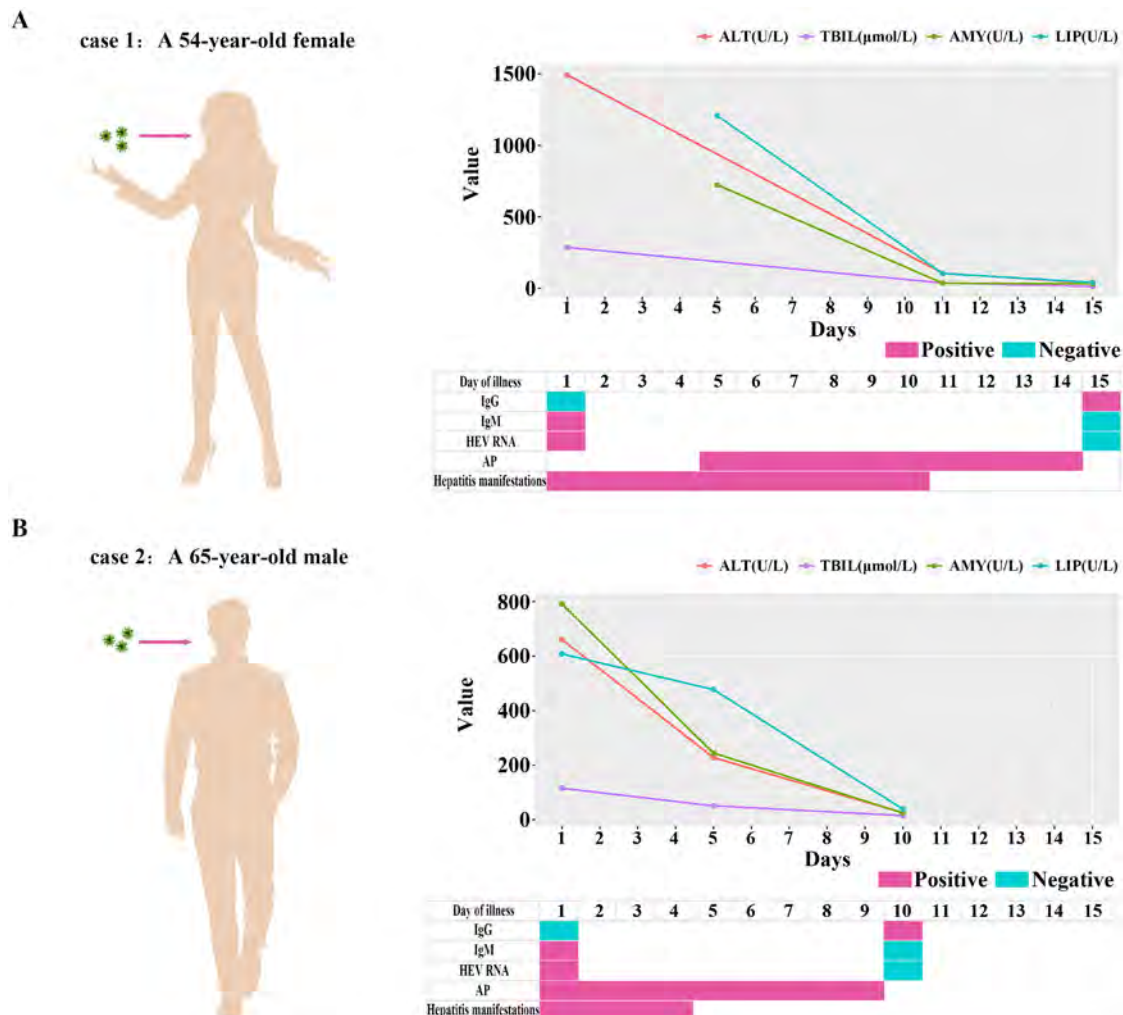 A
case 1: A 54-year-old female
ALT(U/L) TBIL(μmol/L) AMY(U/L) LIP(U/L)
1500
1000
500
0
Value
1 2 3 4 5 6 7 8 9 10 11 12 13 14 15
Days
Positive Negative
Day of illness 1 2 3 4 5 6 7 8 9 10 11 12 13 14 15
IgG
IgM
HEV RNA
AP
Hepatitis manifestations
B
case 2: A 65-year-old male
ALT(U/L) TBIL(μmol/L) AMY(U/L) LIP(U/L)
800
600
400
200
0
Value
1 2 3 4 5 6 7 8 9 10 11 12 13 14 15
Days
Positive Negative
Day of illness 1 2 3 4 5 6 7 8 9 10 11 12 13 14 15
IgG
IgM
HEV RNA
AP
Hepatitis manifestations